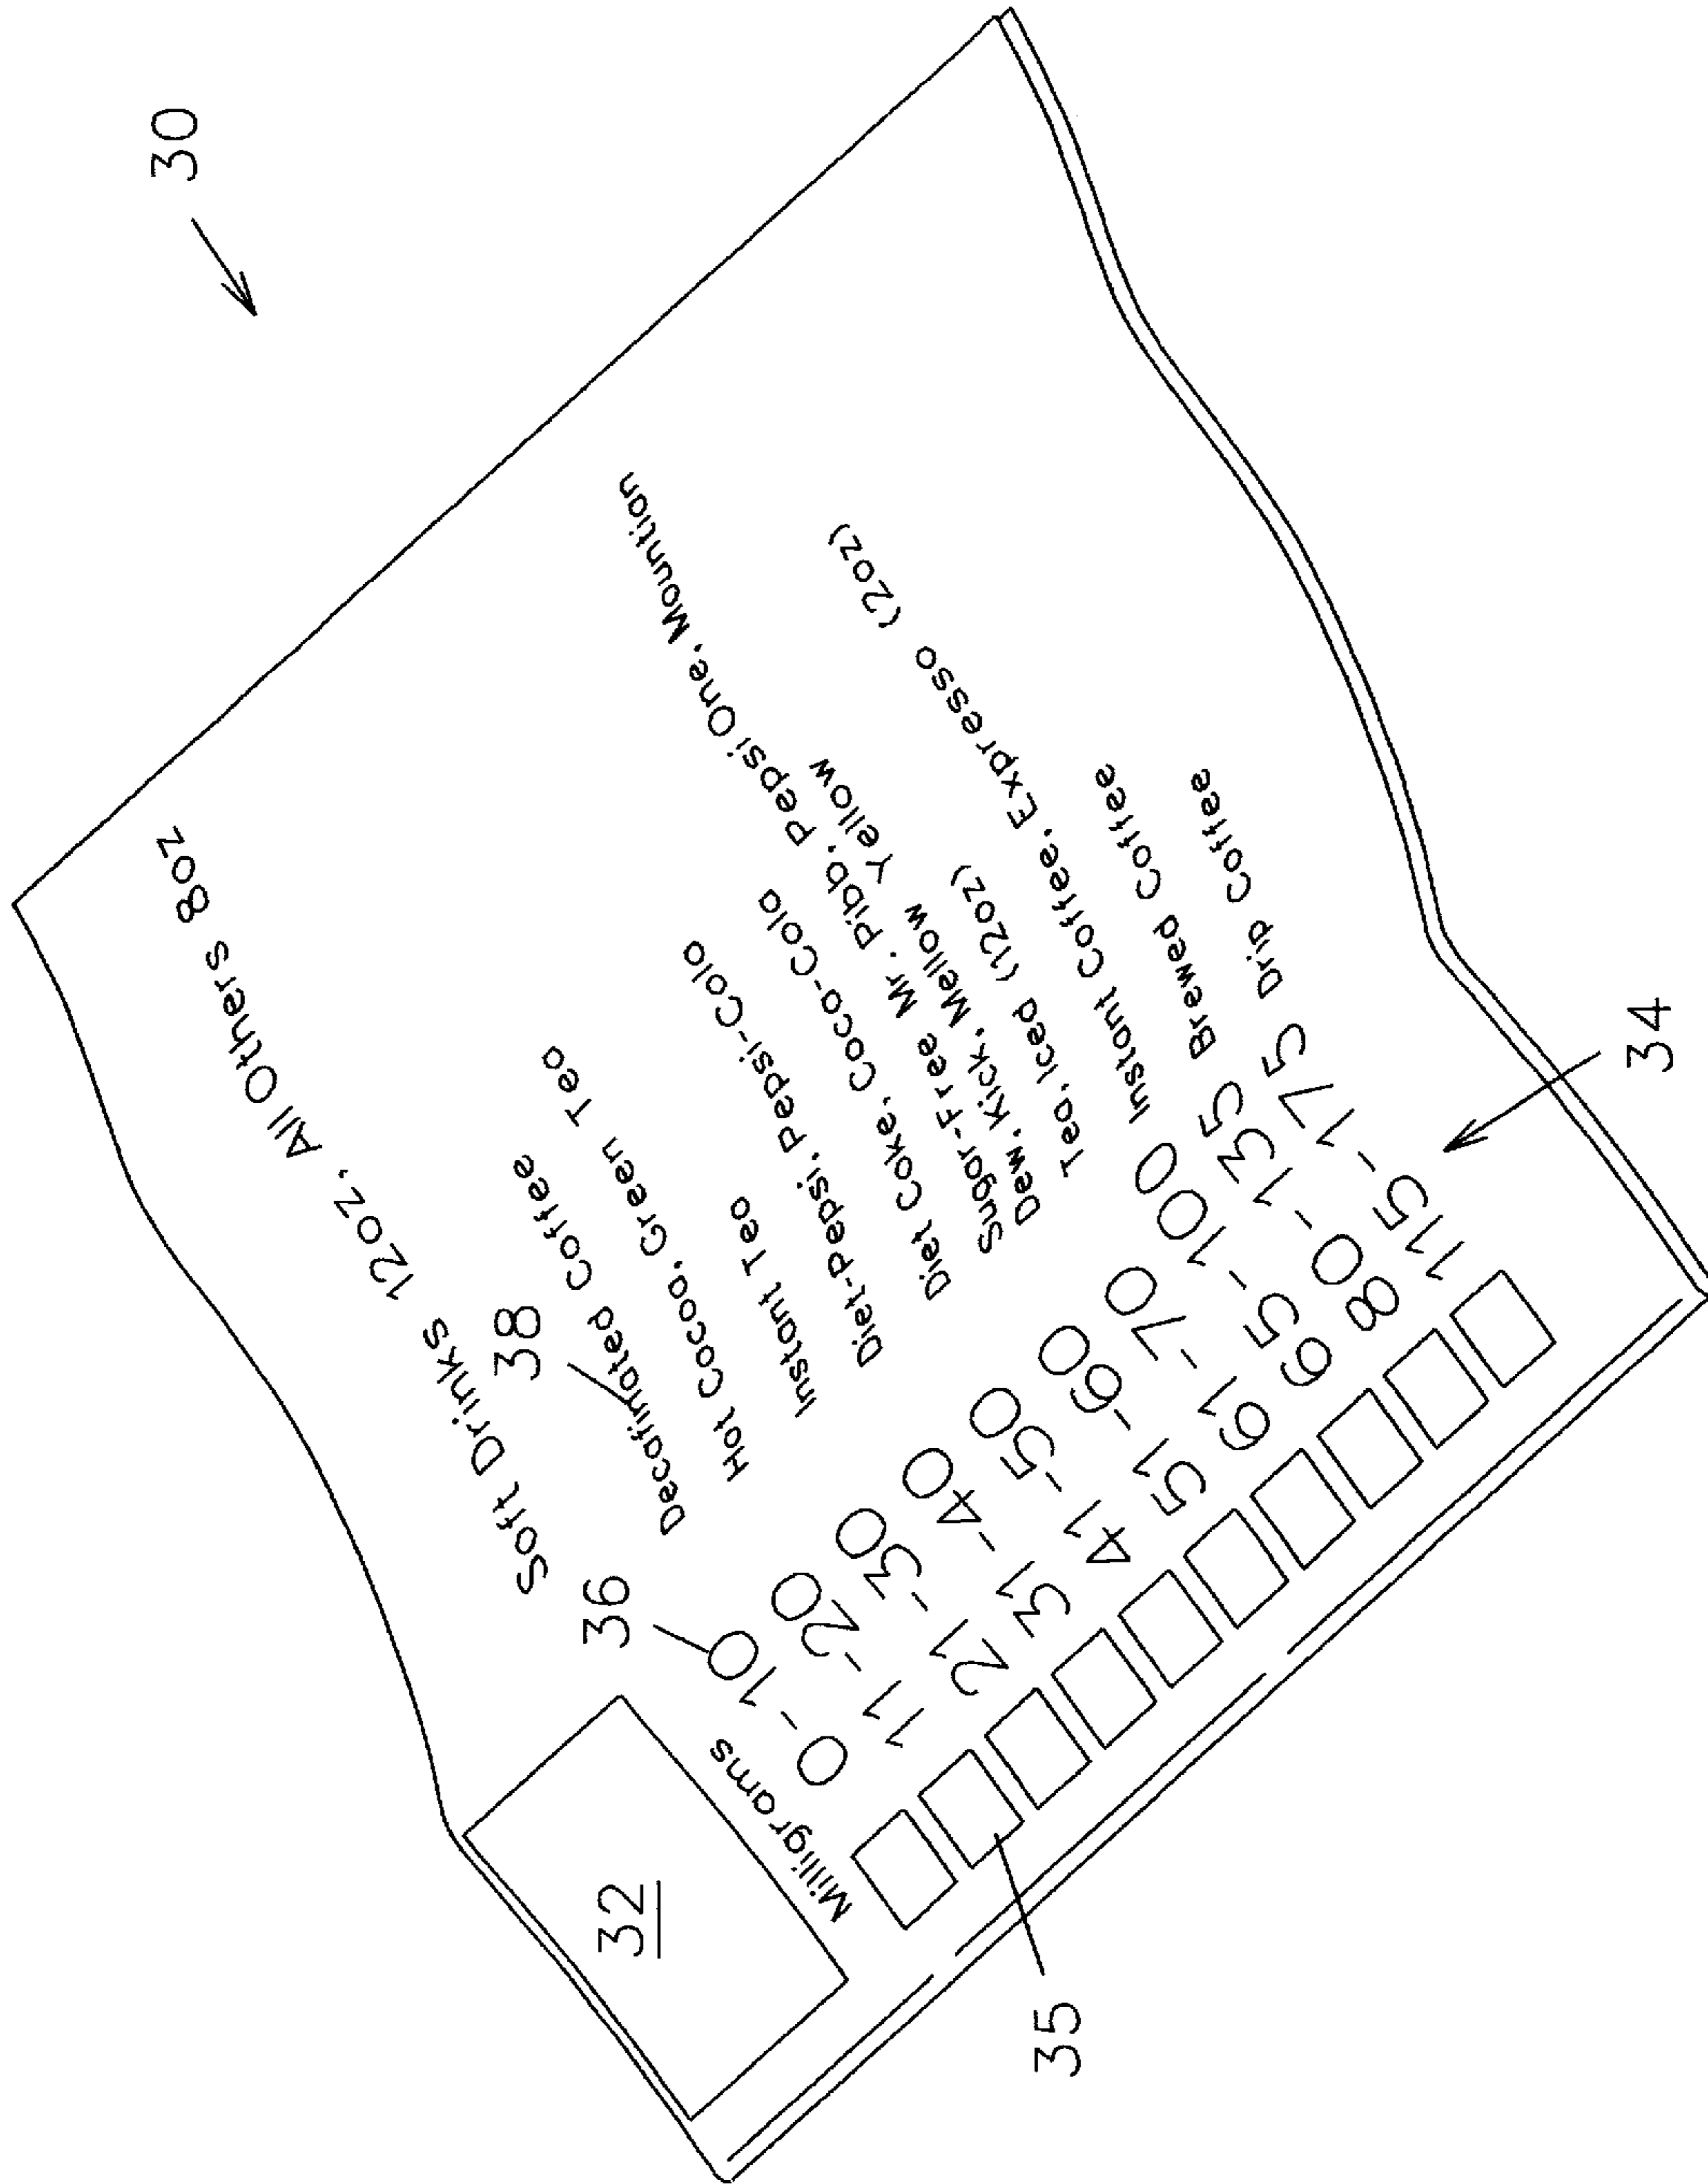 30
Soft Drinks 12oz, All Others 8oz
32
36
38
Milligrams
0-10 Decafinated Coffee
11-20 Hot Cocoa, Green Tea
21-30 Instant Tea
31-40 Diet-Pepsi, Pepsi-Cola
41-50 Diet Coke, Coca-Cola
51-60 Sugar-Free Mr. Pibb, Pepsi One, Mountian
Dew, Kick, Mellow Yellow
61-70 Tea, Iced (12oz)
65-100 Instant Coffee, Expresso (2oz)
80-135 Brewed Coffee
115-175 Drip Coffee
35
34